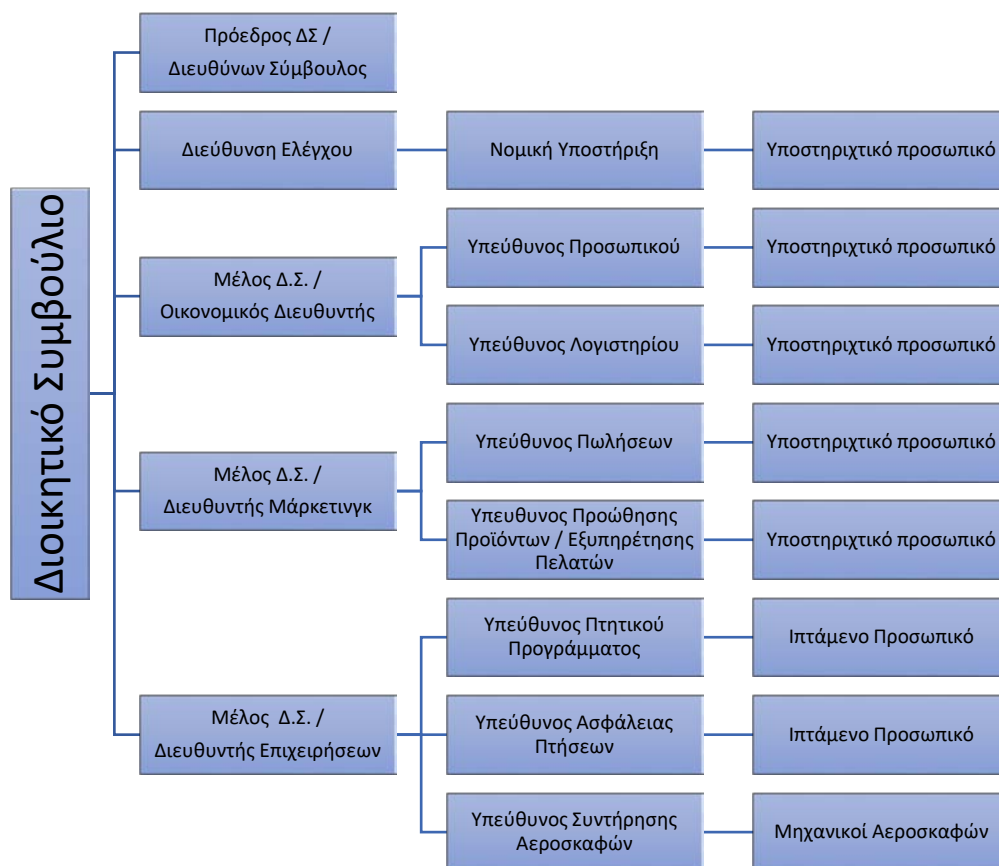 Διοικητικό Συμβούλιο
Πρόεδρος ΔΣ /
Διευθύνων Σύμβουλος
Διεύθυνση Ελέγχου
Νομική Υποστήριξη
Υποστηριχτικό προσωπικό
Μέλος Δ.Σ. /
Οικονομικός Διευθυντής
Υπεύθυνος Προσωπικού
Υποστηριχτικό προσωπικό
Υπεύθυνος Λογιστηρίου
Υποστηριχτικό προσωπικό
Μέλος Δ.Σ. /
Διευθυντής Μάρκετινγκ
Υπεύθυνος Πωλήσεων
Υποστηριχτικό προσωπικό
Υπευθυνος Προώθησης
Προϊόντων / Εξυπηρέτησης
Πελατών
Υποστηριχτικό προσωπικό
Μέλος Δ.Σ. /
Διευθυντής Επιχειρήσεων
Υπεύθυνος Πτητικού
Προγράμματος
Ιπτάμενο Προσωπικό
Υπεύθυνος Ασφάλειας
Πτήσεων
Ιπτάμενο Προσωπικό
Υπεύθυνος Συντήρησης
Αεροσκαφών
Μηχανικοί Αεροσκαφών